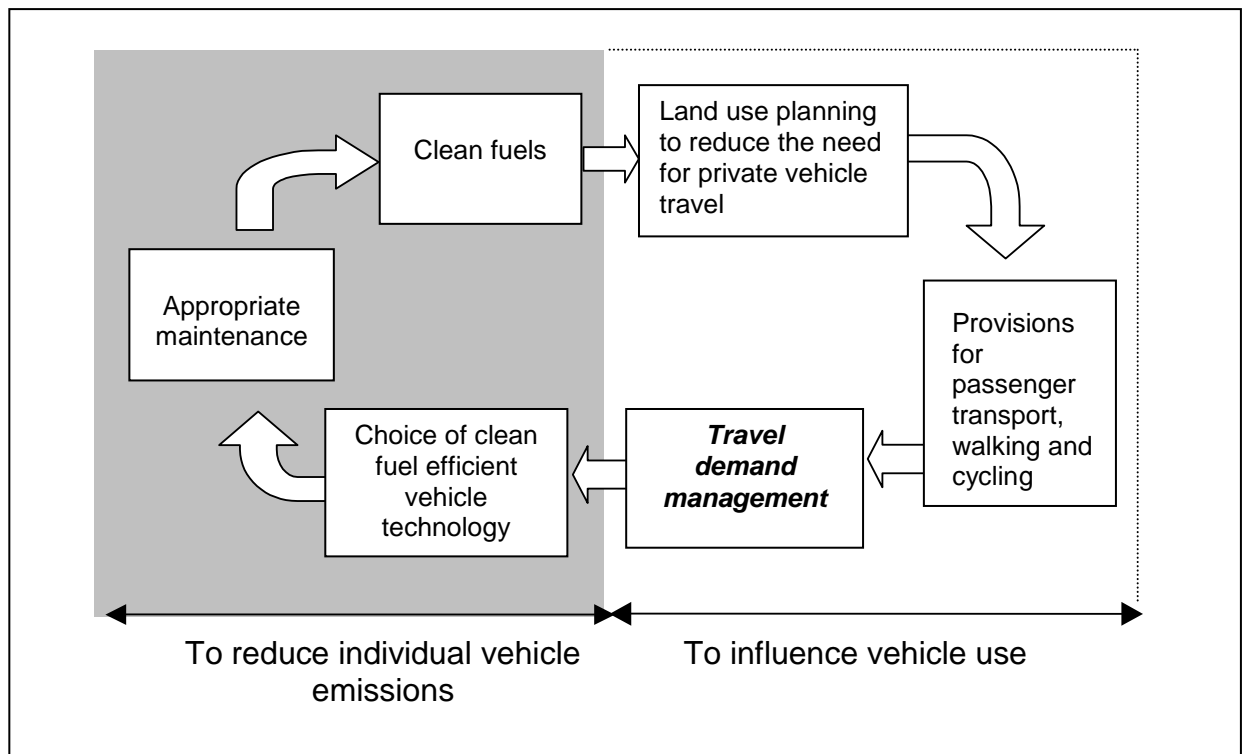 Clean fuels
Land use planning
to reduce the need
for private vehicle
travel
Appropriate
maintenance
Provisions
for
passenger
transport,
walking and
cycling
Choice of clean
fuel efficient
vehicle
technology
Travel
demand
management
To reduce individual vehicle
emissions
To influence vehicle use